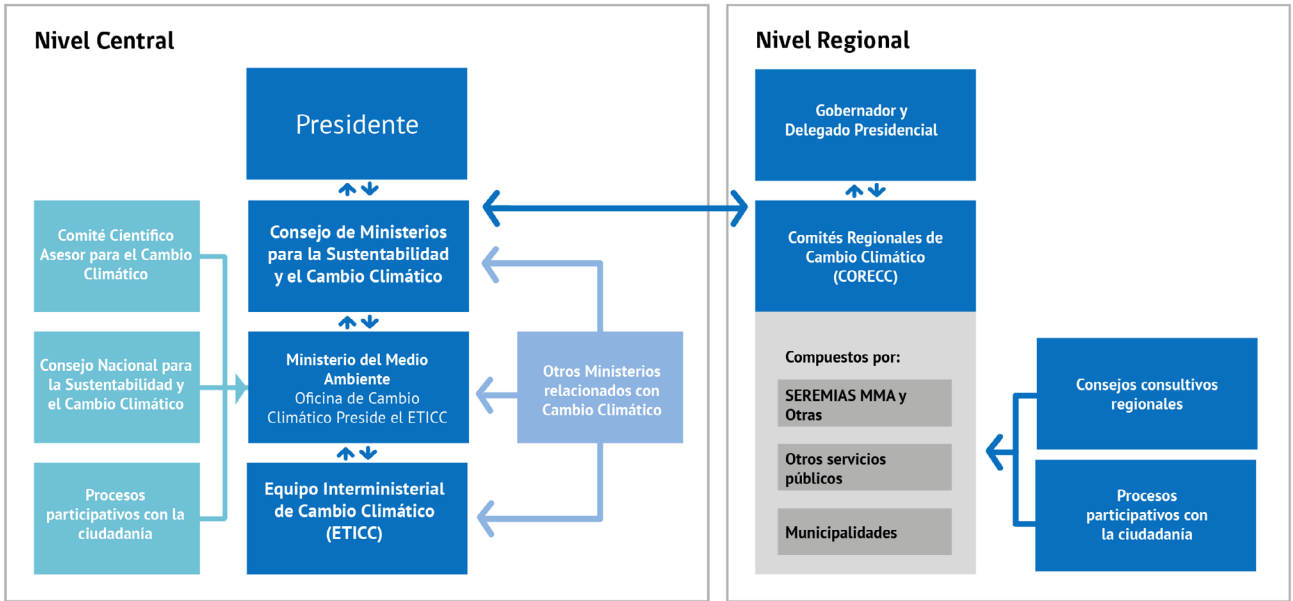 Nivel Central
Presidente
Comité Científico
Asesor para el Cambio
Climático
Consejo Nacional para
la Sustentabilidad y
el Cambio Climático
Procesos
participativos con la
ciudadanía
Consejo de Ministerios
para la Sustentabilidad
y el Cambio Climático
Ministerio del Medio
Ambiente
Oficina de Cambio
Climático Preside el ETICC
Equipo Interministerial
de Cambio Climático
(ETICC)
Otros Ministerios
relacionados con
Cambio Climático
Nivel Regional
Gobernador y
Delegado Presidencial
Comités Regionales de
Cambio Climático
(CORECC)
Compuestos por:
SEREMIAS MMA y
Otras
Otros servicios
públicos
Municipalidades
Consejos consultivos
regionales
Procesos
participativos con
la ciudadanía